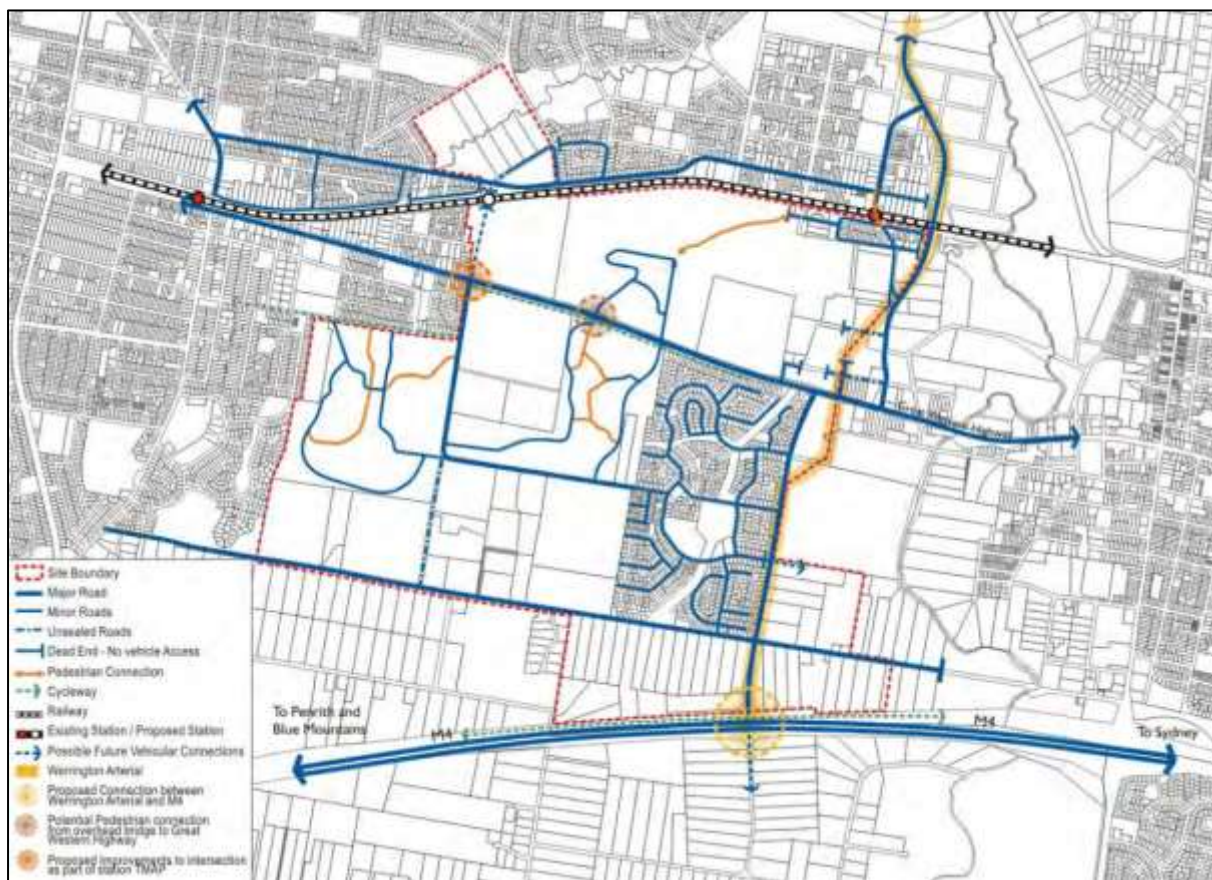 To Penrith and
Blue Mountains
M4
M4
To Sydney
Site Boundary
Major Road
Minor Roads
Unsealed Roads
Dead End - No vehicle Access
Pedestrian Connection
Cycleway
Railway
Existing Station / Proposed Station
Possible Future Vehicular Connections
Werrington Arterial
Proposed Connection between
Werrington Arterial and M4
Potential Pedestrian connection
from overhead bridge to Great
Western Highway
Proposed Improvements to intersection
as part of station TMAP